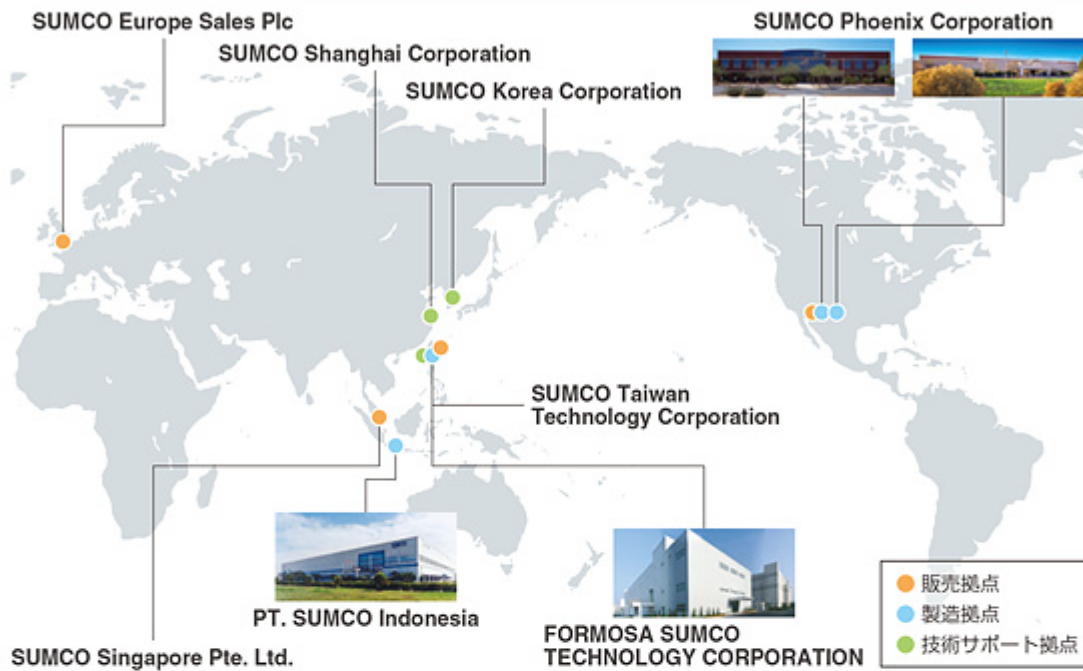 SUMCO Europe Sales Plc
SUMCO Phoenix Corporation
SUMCO Shanghai Corporation
SUMCO Korea Corporation
SUMCO Taiwan
Technology Corporation
PT. SUMCO Indonesia
FORMOSA SUMCO
TECHNOLOGY CORPORATION
SUMCO Singapore Pte. Ltd.
販売拠点
製造拠点
技術サポート拠点